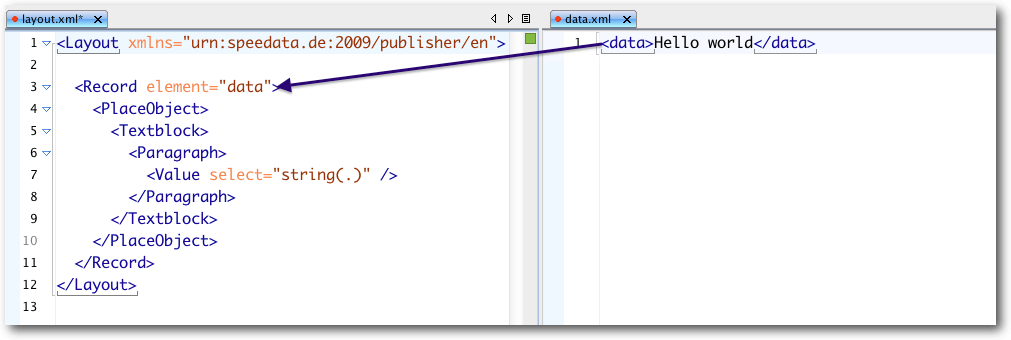 layout.xml*
data.xml
1 <Layout xmlns="urn:speedata.de:2009/publisher/en">
2
3 <Record element="data">
4 <PlaceObject>
5 <Textblock>
6 <Paragraph>
7 <Value select="string(.)" />
8 </Paragraph>
9 </Textblock>
10 </PlaceObject>
11 </Record>
12 </Layout>
13
1 <data>Hello world</data>